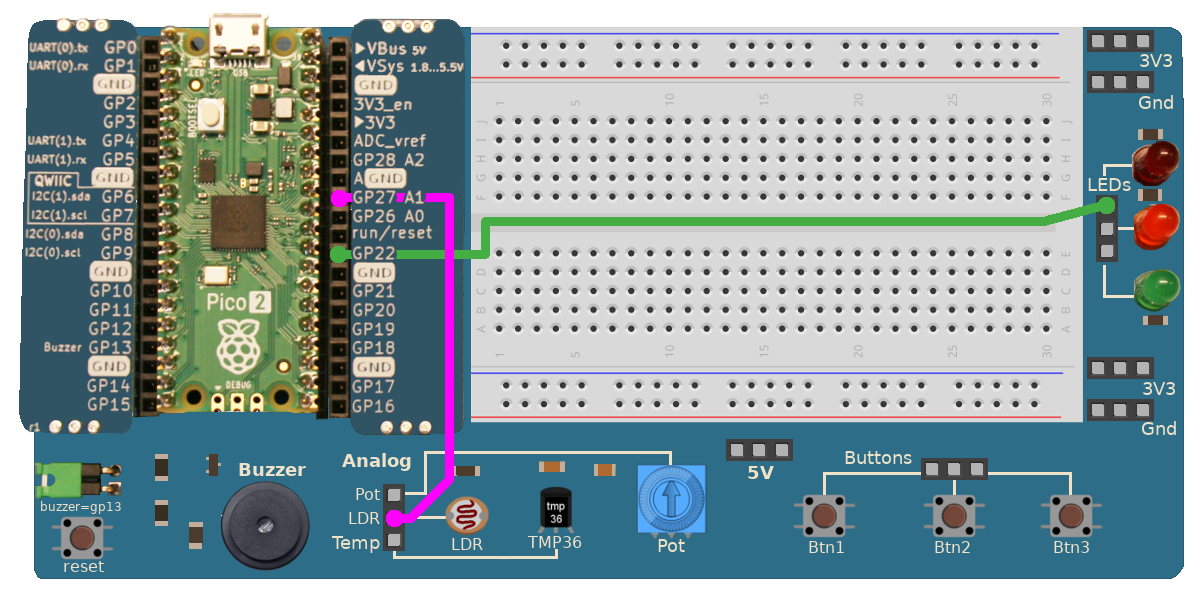 UART(0).tx GP0
UART(0).rx GP1
GND
GP2
GP3
UART(1).tx GP4
UART(1).rx GP5
QWIIC GND
I2C(1).sda GP6
I2C(1).scl GP7
I2C(0).sda GP8
I2C(0).scl GP9
GND
GP10
GP11
GP12
Buzzer GP13
GND
GP14
GP15
r1
LED
USB
BOOTSEL
Pico 2
DEBUG
VBus 5V
VSys 1.8...5.5V
GND
3V3_en
3V3
ADC_vref
GP28 A2
A GND
GP27 A1
GP26 A0
run/reset
GP22
GND
GP21
GP20
GP19
GP18
GND
GP17
GP16
1 5 10 15 20 25 30
J J
I I
H H
G G
F F
E E
D D
C C
B B
A A
1 5 10 15 20 25 30
3V3
Gnd
LEDs
3V3
Gnd
buzzer=gp13
reset
Buzzer
Analog
Pot
LDR
Temp
LDR
tmp
36
TMP36
Pot
5V
Buttons
Btn1
Btn2
Btn3